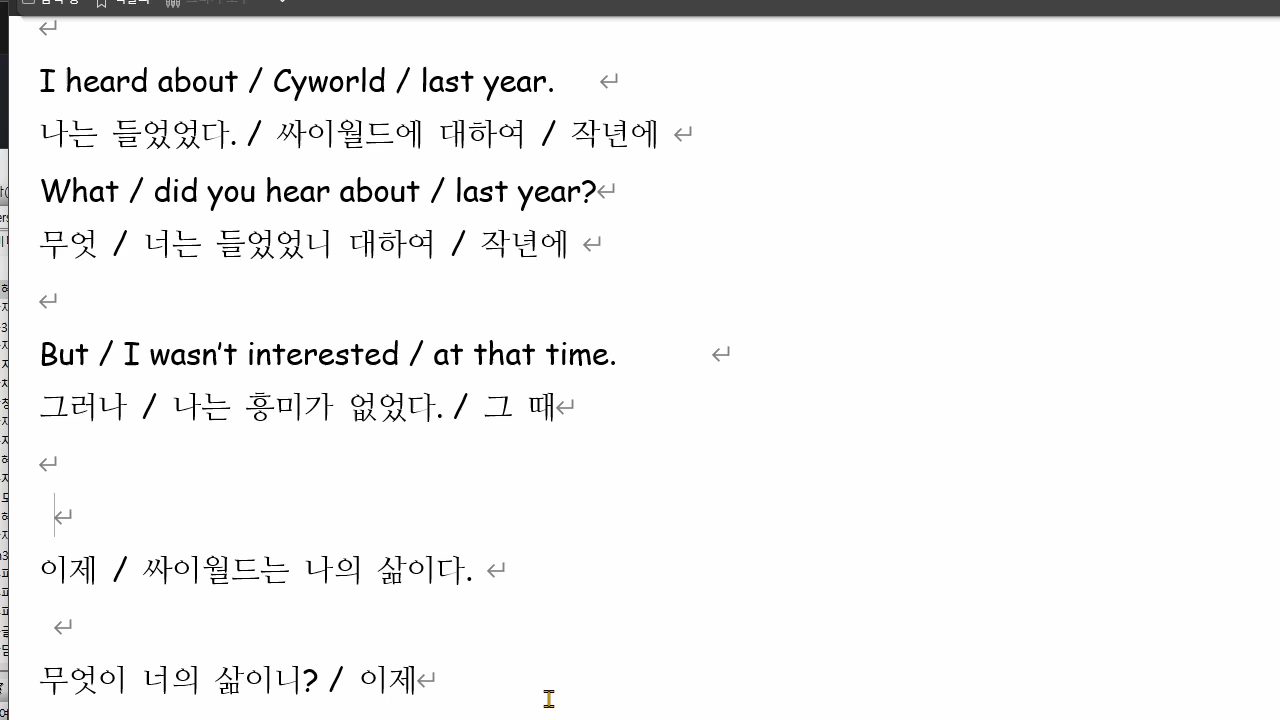 I heard about / Cyworld / last year.
나는 들었었다. / 싸이월드에 대하여 / 작년에
What / did you hear about / last year?
무엇 / 너는 들었었니 대하여 / 작년에
But / I wasn't interested / at that time.
그러나 / 나는 흥미가 없었다. / 그 때
이제 / 싸이월드는 나의 삶이다.
무엇이 너의 삶이니? / 이제